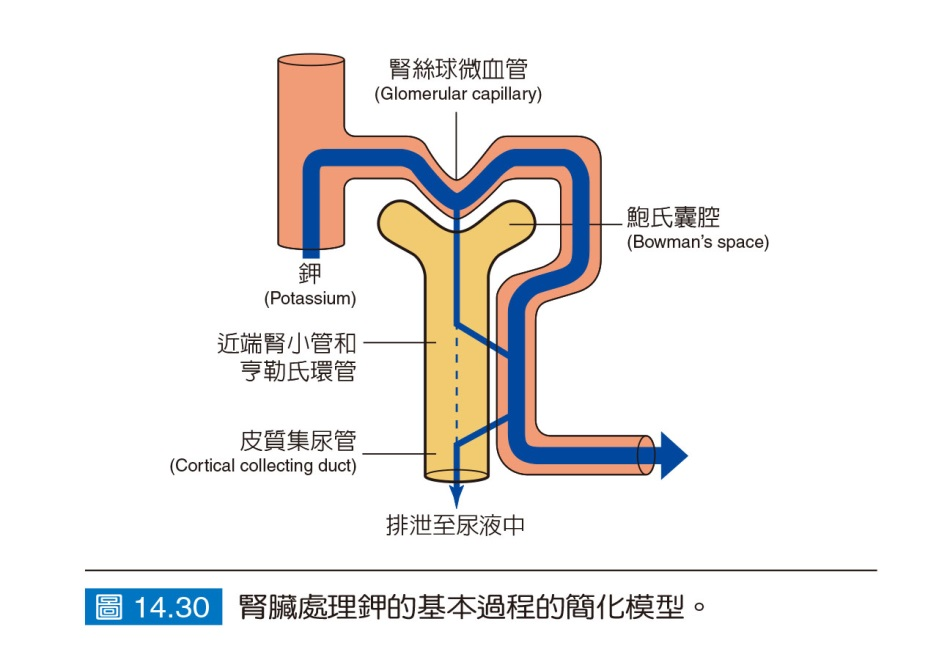 腎絲球微血管
(Glomerular capillary)
鮑氏囊腔
(Bowman's space)
鉀
(Potassium)
近端腎小管和
亨勒氏環管
皮質集尿管
(Cortical collecting duct)
排泄至尿液中
圖 14.30 腎臟處理鉀的基本過程的簡化模型。